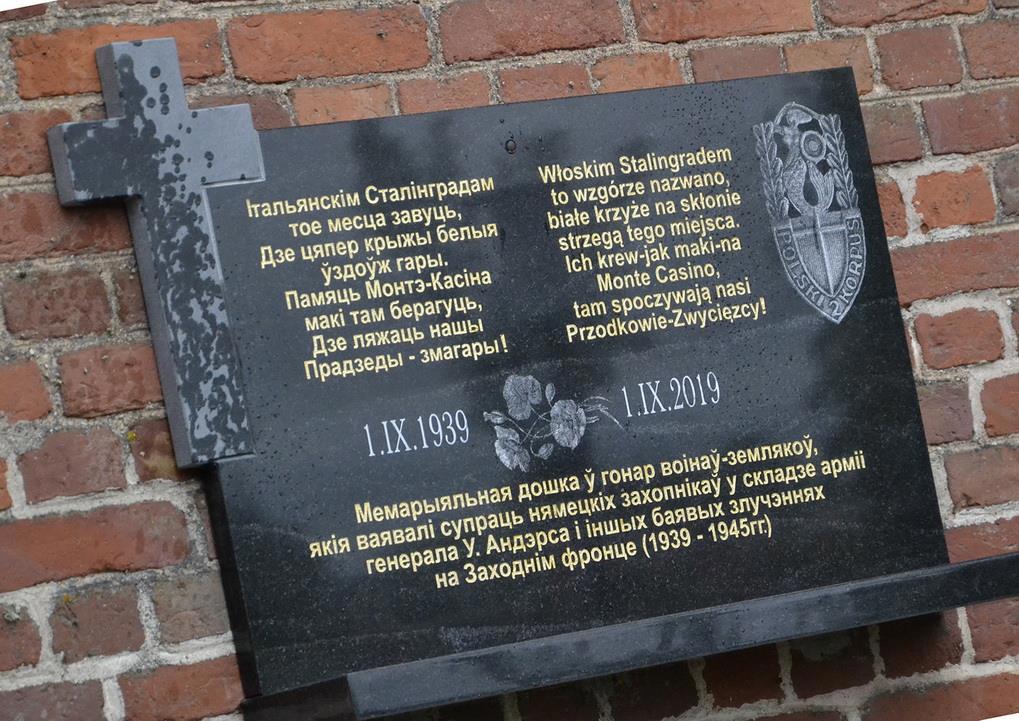 Італьянскім Сталінградам
тое месца завуць,
Дзе цяпер крыжы белыя
ўздоўж гары.
Памяць Монтэ-Касіна
макі там берагуць,
Дзе ляжаць нашы
Прадзеды - змагары!
Włoskim Stalingradem
to wzgórze nazwano,
białe krzyże na skłonie
strzegą tego miejsca.
Ich krew-jak maki-na
Monte Casino,
tam spoczywają nasi
Przodkowie-Zwycięzcy!
POLSKI 2 KORPUS
1.IX.1939
1.IX.2019
Мемарыяльная дошка ў гонар воінаў-землякоў,
якія ваявалі супраць нямецкіх захопнікаў у складзе арміі
генерала У. Андэрса і іншых баявых злучэннях
на Заходнім фронце (1939 - 1945гг.)